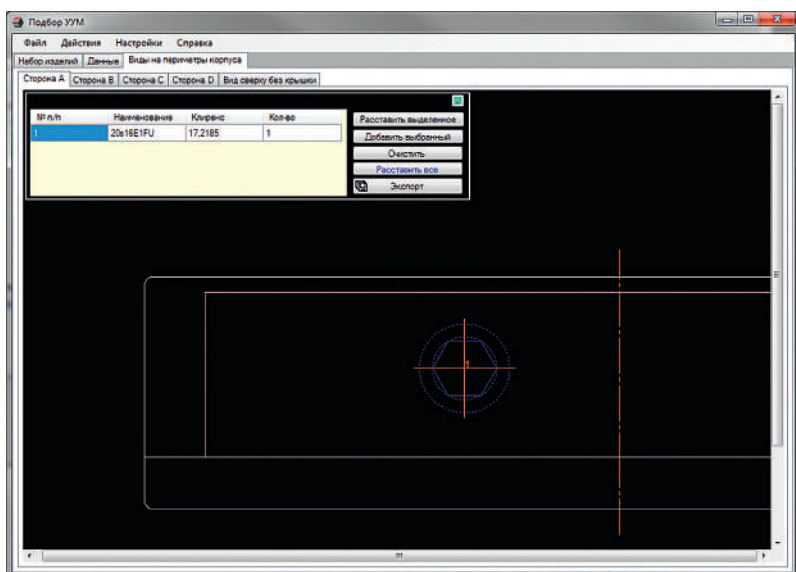 Подбор УУМ
Файл Действия Настройки Справка
Набор изделий Данные Виды на периметры корпуса
Сторона A Сторона B Сторона C Сторона D Вид сверху без крышки
№ п/п Наименование Клиренс Кол-во
1 20s16E1FU 17,2185 1
Расставить выделенное
Добавить выбранный
Очистить
Расставить все
Экспорт
1